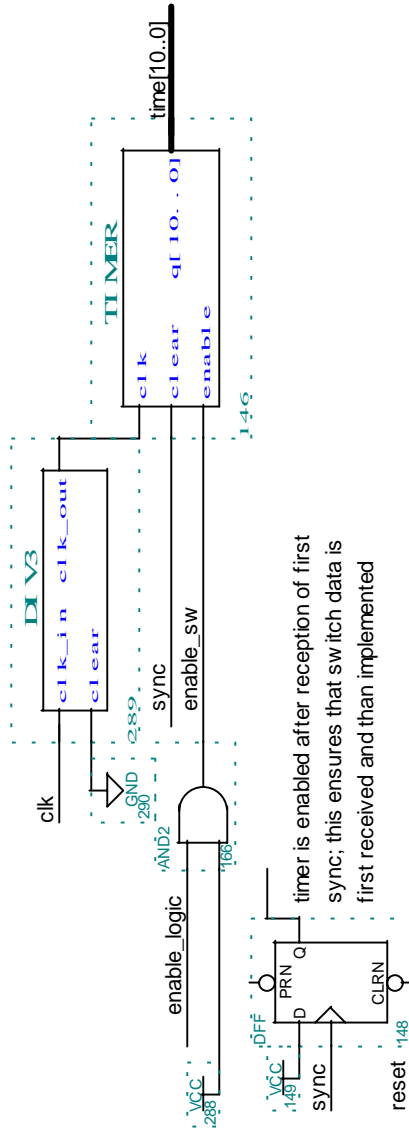 DIV3
clk_in clk_out
clear
289
clk
GND
290
TIMER
clk
clear q[10..0]
enable
146
time[10..0]
sync
enable_sw
AND2
166
enable_logic
VCC
288
DFF
PRN
D Q
CLRN
148
VCC
149
sync
reset
timer is enabled after reception of first
sync; this ensures that switch data is
first received and than implemented